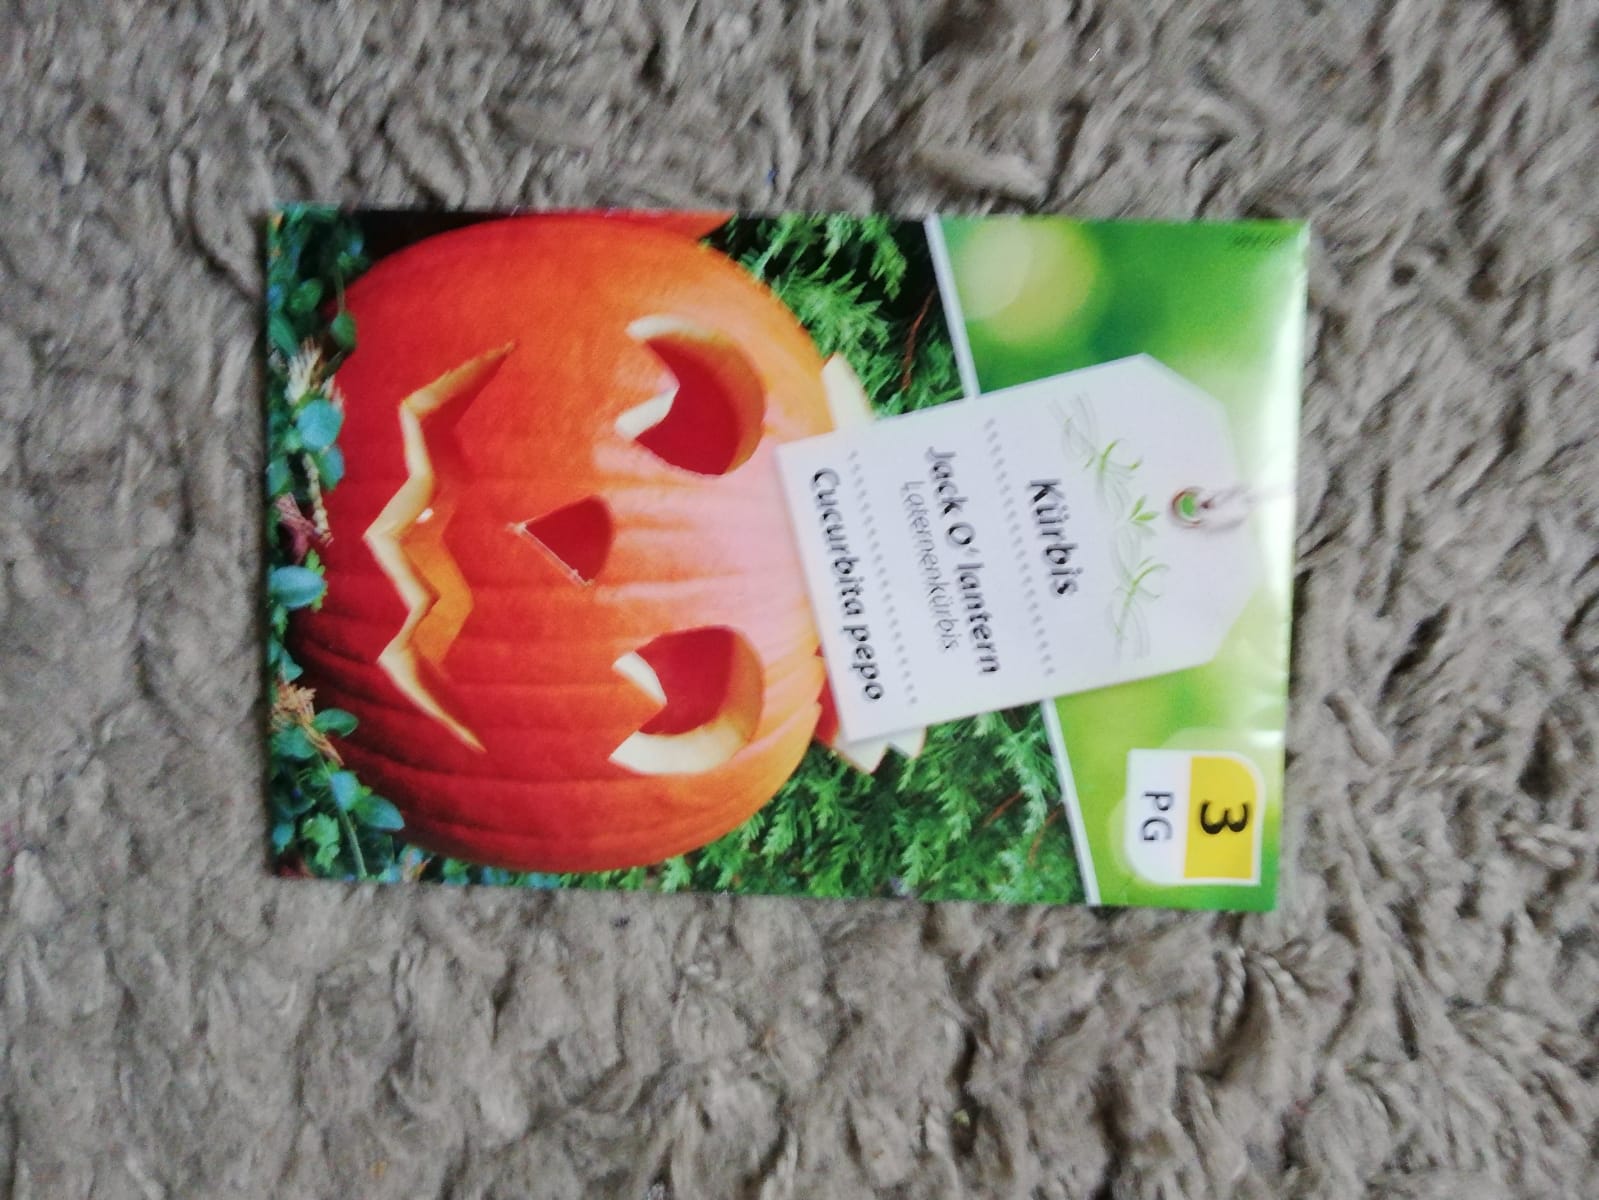 3
PG
Kürbis
Jack O' lantern
Laternenkürbis
Cucurbita pepo